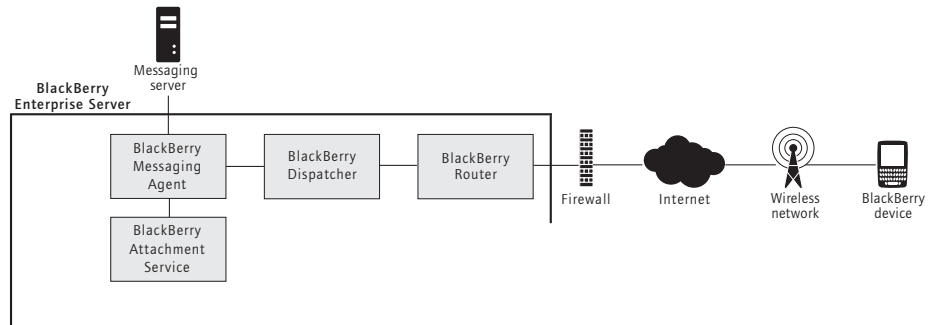 Messaging
server
BlackBerry
Enterprise Server
BlackBerry
Messaging
Agent
BlackBerry
Dispatcher
BlackBerry
Router
Firewall
Internet
Wireless
network
BlackBerry
device
BlackBerry
Attachment
Service